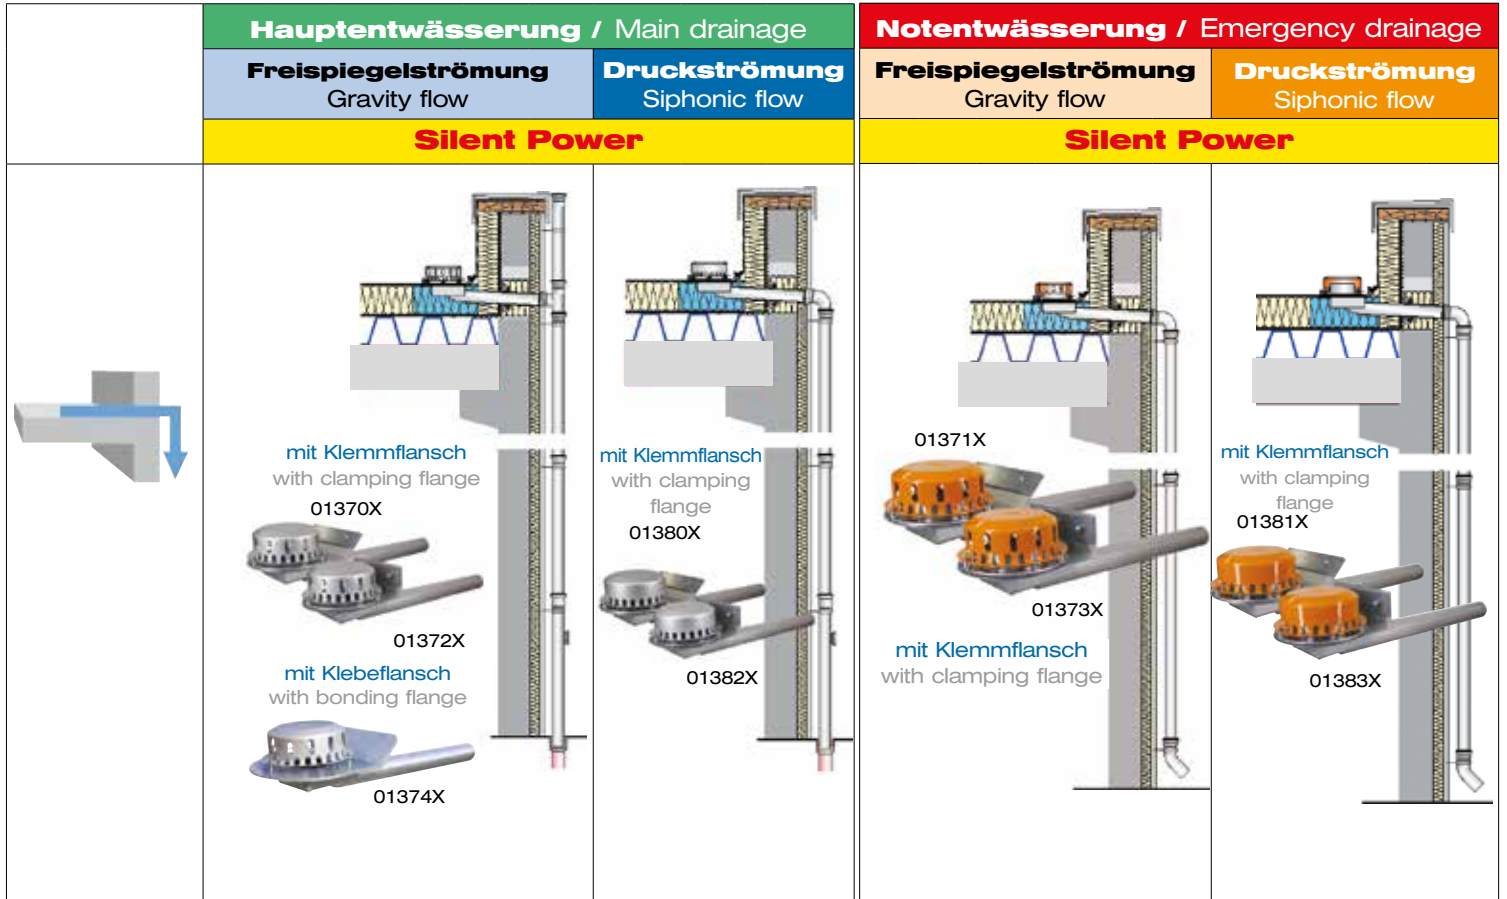 Hauptentwässerung / Main drainage
Notentwässerung / Emergency drainage
Freispiegelströmung
Gravity flow
Druckströmung
Siphonic flow
Freispiegelströmung
Gravity flow
Druckströmung
Siphonic flow
Silent Power
Silent Power
mit Klemmflansch
with clamping flange
01370X
01372X
mit Klebeflansch
with bonding flange
01374X
mit Klemmflansch
with clamping
flange
01380X
01382X
01371X
01373X
mit Klemmflansch
with clamping flange
mit Klemmflansch
with clamping
flange
01381X
01383X